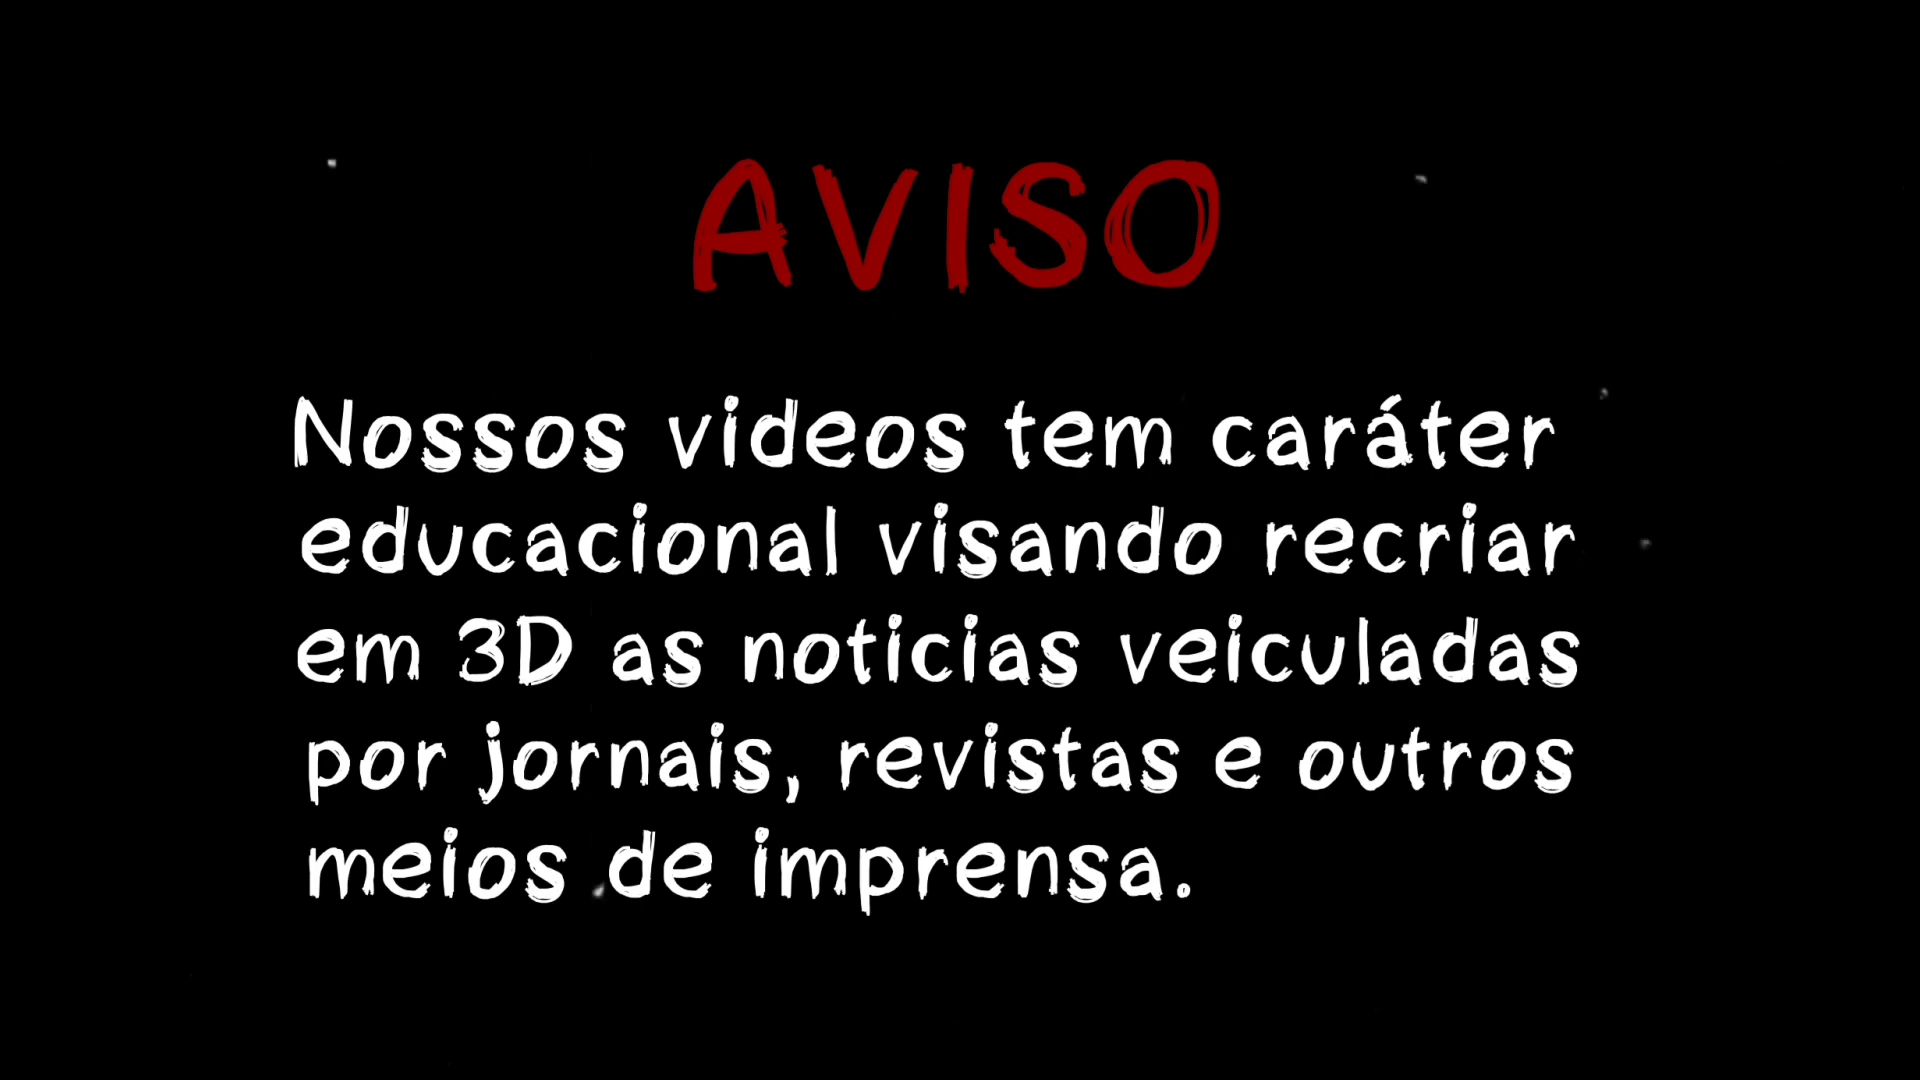 AVISO
Nossos videos tem caráter
educacional visando recriar
em 3D as noticias veiculadas
por jornais, revistas e outros
meios de imprensa.